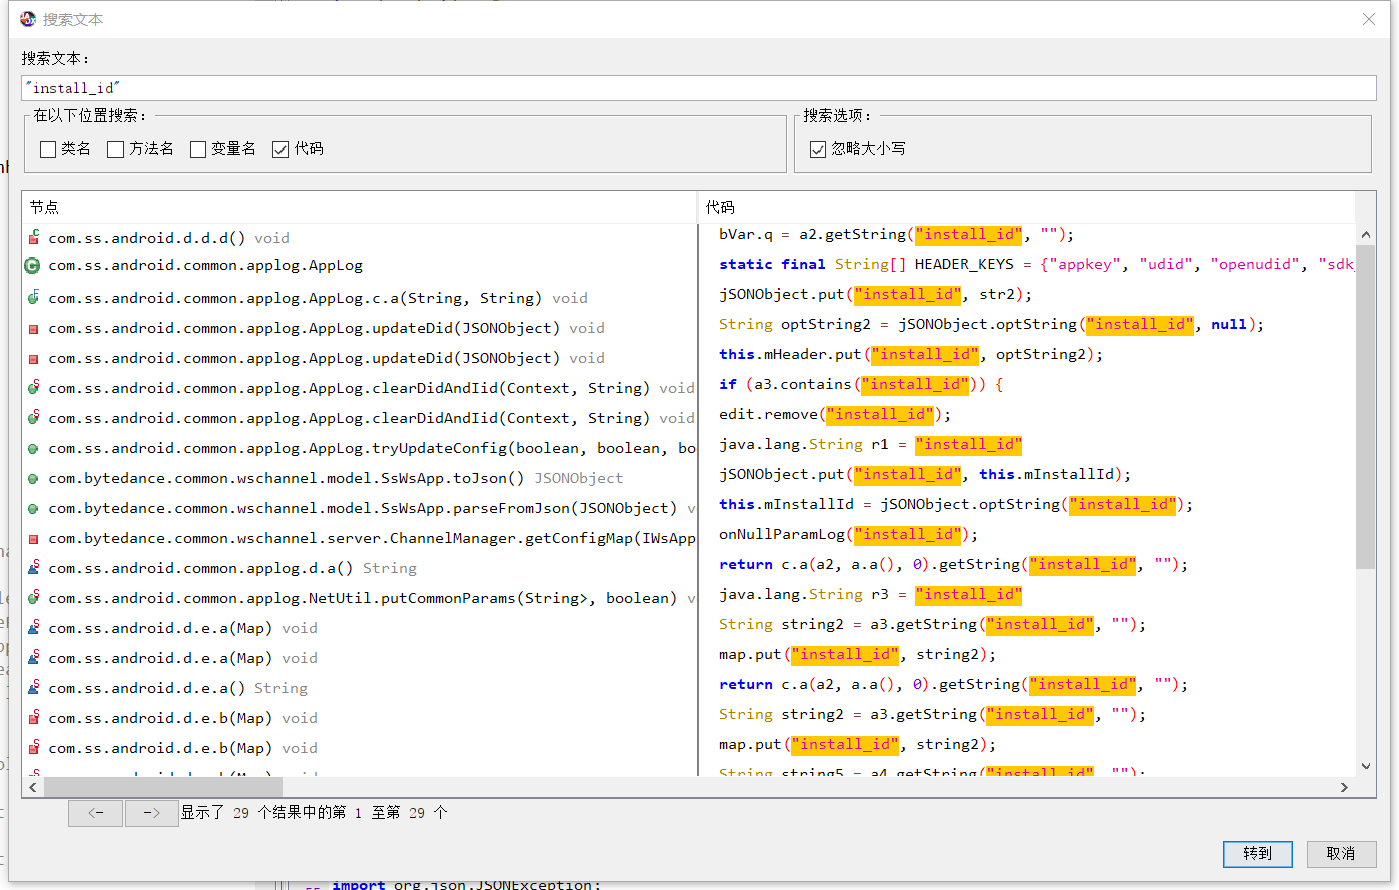 搜索文本
搜索文本：
"install_id"
在以下位置搜索：
类名 方法名 变量名 代码
搜索选项：
忽略大小写
节点 代码
com.ss.android.d.d.d() void
bVar.q = a2.getString("install_id", "");
com.ss.android.common.applog.AppLog
static final String[] HEADER_KEYS = {"appkey", "udid", "openudid", "sdk_
com.ss.android.common.applog.AppLog.c.a(String, String) void
jSONObject.put("install_id", str2);
com.ss.android.common.applog.AppLog.updateDid(JSONObject) void
String optString2 = jSONObject.optString("install_id", null);
com.ss.android.common.applog.AppLog.updateDid(JSONObject) void
this.mHeader.put("install_id", optString2);
com.ss.android.common.applog.AppLog.clearDidAndIid(Context, String) void
if (a3.contains("install_id")) {
com.ss.android.common.applog.AppLog.clearDidAndIid(Context, String) void
edit.remove("install_id");
com.ss.android.common.applog.AppLog.tryUpdateConfig(boolean, boolean, bo
java.lang.String r1 = "install_id"
com.bytedance.common.wschannel.model.SsWsApp.toJson() JSONObject
jSONObject.put("install_id", this.mInstallId);
com.bytedance.common.wschannel.model.SsWsApp.parseFromJson(JSONObject) v
this.mInstallId = jSONObject.optString("install_id");
com.bytedance.common.wschannel.server.ChannelManager.getConfigMap(IWsApp
onNullParamLog("install_id");
com.ss.android.common.applog.d.a() String
return c.a(a2, a.a(), 0).getString("install_id", "");
com.ss.android.common.applog.NetUtil.putCommonParams(String>, boolean) v
java.lang.String r3 = "install_id"
com.ss.android.d.e.a(Map) void
String string2 = a3.getString("install_id", "");
com.ss.android.d.e.a(Map) void
map.put("install_id", string2);
com.ss.android.d.e.a() String
return c.a(a2, a.a(), 0).getString("install_id", "");
com.ss.android.d.e.b(Map) void
String string2 = a3.getString("install_id", "");
com.ss.android.d.e.b(Map) void
map.put("install_id", string2);
String string5 = a4.getString("install_id", "");
<- -> 显示了 29 个结果中的第 1 至第 29 个
转到 取消
import org.json.JSONException;